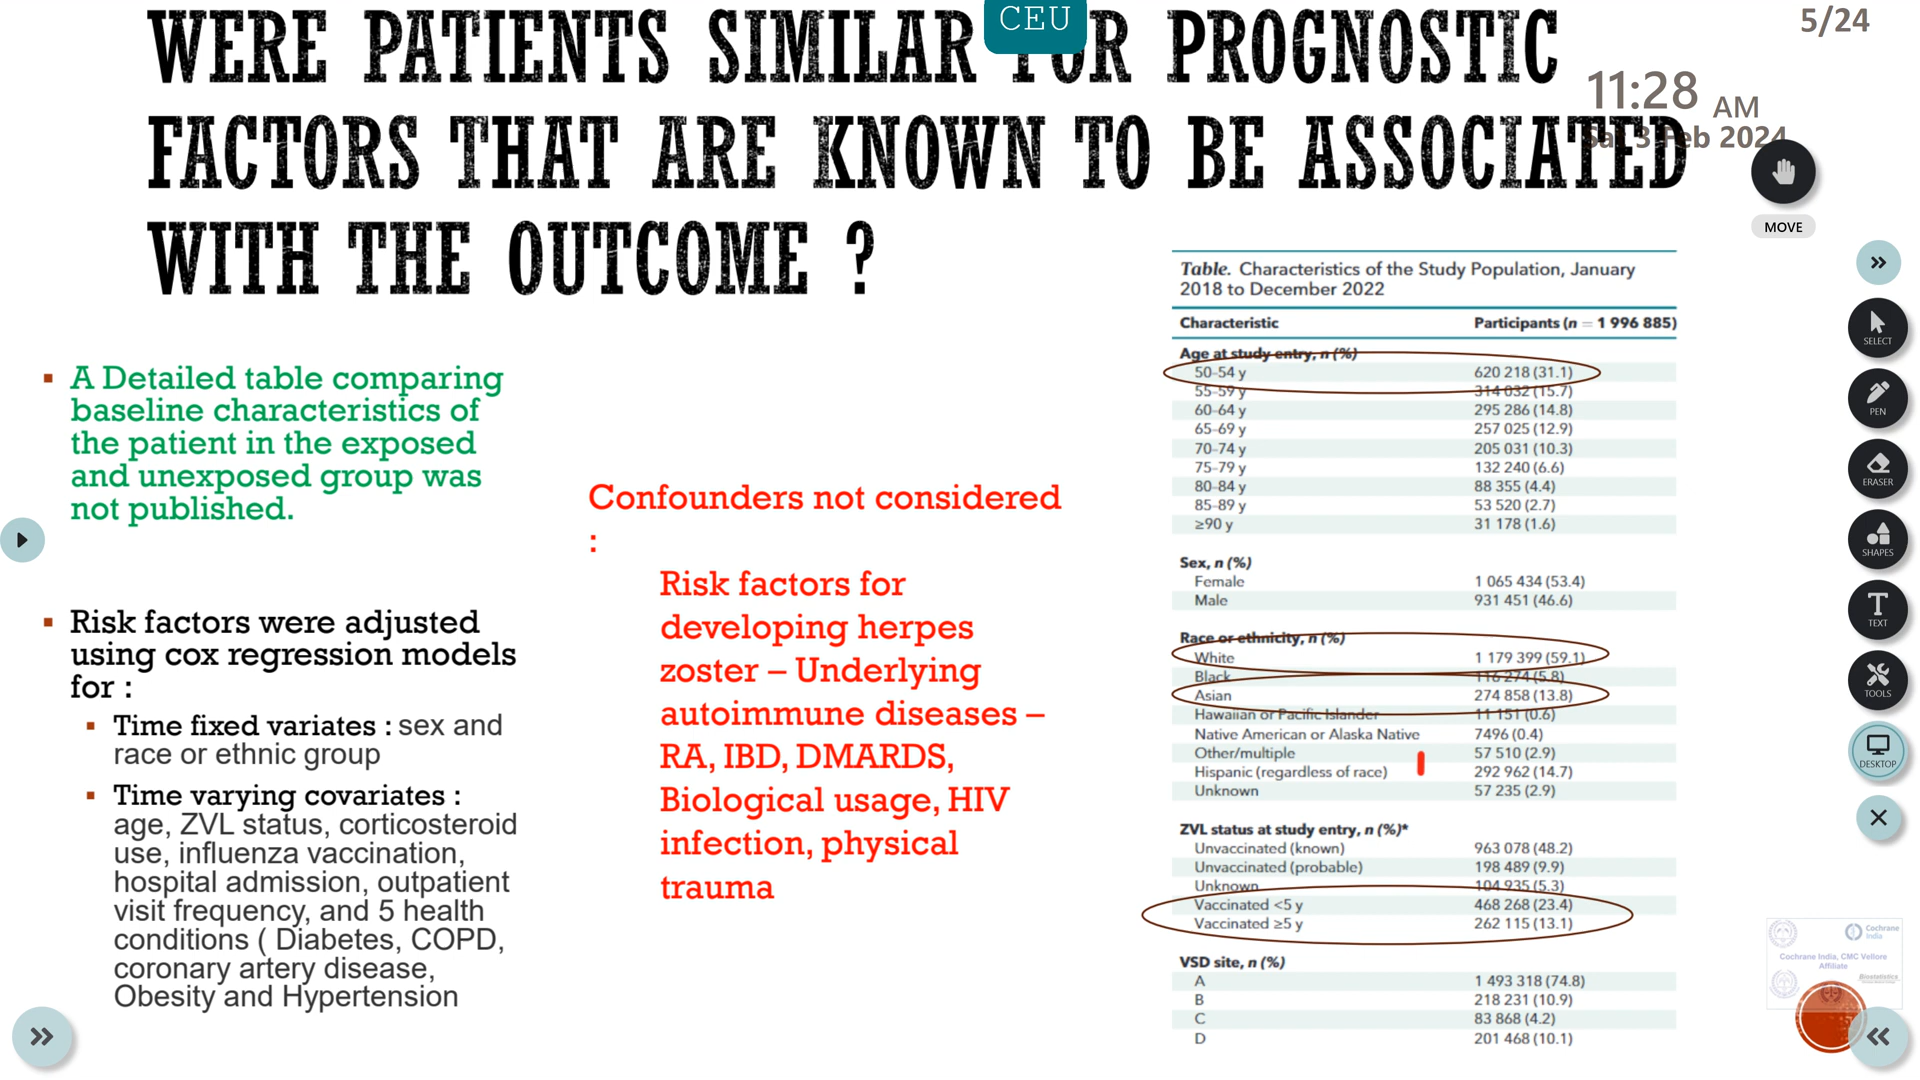 CEU
5/24
WERE PATIENTS SIMILAR FOR PROGNOSTIC
11:28 AM
Sat 3 Feb 2024
FACTORS THAT ARE KNOWN TO BE ASSOCIATED
WITH THE OUTCOME ?
MOVE
▪ A Detailed table comparing
baseline characteristics of
the patient in the exposed
and unexposed group was
not published.
▪ Risk factors were adjusted
using cox regression models
for :
▪ Time fixed variates : sex and
race or ethnic group
▪ Time varying covariates :
age, ZVL status, corticosteroid
use, influenza vaccination,
hospital admission, outpatient
visit frequency, and 5 health
conditions ( Diabetes, COPD,
coronary artery disease,
Obesity and Hypertension
Confounders not considered
:
Risk factors for
developing herpes
zoster – Underlying
autoimmune diseases –
RA, IBD, DMARDS,
Biological usage, HIV
infection, physical
trauma
Table. Characteristics of the Study Population, January
2018 to December 2022
Characteristic Participants (n = 1 996 885)
Age at study entry, n (%)
50–54 y 620 218 (31.1)
55–59 y 314 032 (15.7)
60–64 y 295 286 (14.8)
65–69 y 257 025 (12.9)
70–74 y 205 031 (10.3)
75–79 y 132 240 (6.6)
80–84 y 88 355 (4.4)
85–89 y 53 520 (2.7)
≥90 y 31 178 (1.6)
Sex, n (%)
Female 1 065 434 (53.4)
Male 931 451 (46.6)
Race or ethnicity, n (%)
White 1 179 399 (59.1)
Black 116 274 (5.8)
Asian 274 858 (13.8)
Hawaiian or Pacific Islander 11 151 (0.6)
Native American or Alaska Native 7496 (0.4)
Other/multiple 57 510 (2.9)
Hispanic (regardless of race) 292 962 (14.7)
Unknown 57 235 (2.9)
ZVL status at study entry, n (%)*
Unvaccinated (known) 963 078 (48.2)
Unvaccinated (probable) 198 489 (9.9)
Unknown 104 935 (5.3)
Vaccinated <5 y 468 268 (23.4)
Vaccinated ≥5 y 262 115 (13.1)
VSD site, n (%)
A 1 493 318 (74.8)
B 218 231 (10.9)
C 83 868 (4.2)
D 201 468 (10.1)
SELECT
PEN
ERASER
SHAPES
T
TEXT
TOOLS
DESKTOP
Cochrane
India
Cochrane India, CMC Vellore
Affiliate
Biostatistics